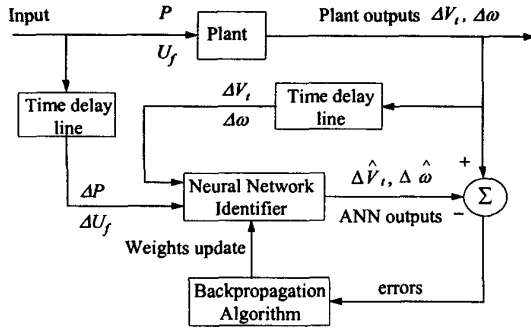 Input
P
U_f
Plant
Plant outputs ΔV_t, Δω
Time delay
line
ΔV_t
Δω
Time delay
line
ΔP
ΔU_f
Neural Network
Identifier
ΔV̂_t, Δω̂
ANN outputs
+
Σ
−
Weights update
Backpropagation
Algorithm
errors